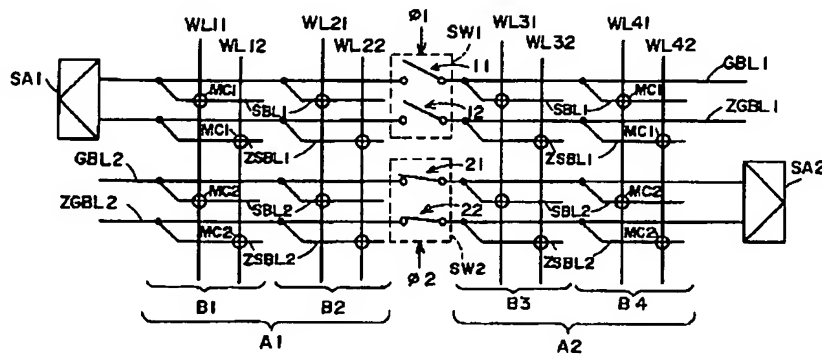 WL11 WL21 ø1 WL31 WL41
WL12 WL22 SW1 WL32 WL42
11 GBL1
SA1 MC1 SBL1 12 SBL1 MC1 ZGBL1
MC1 ZSBL1 ZSBL1 MC1
GBL2 21 SA2
ZGBL2 MC2 SBL2 22 SBL2 MC2
MC2 ZSBL2 SW2 ZSBL2
ø2
B1 B2 B3 B4
A1 A2